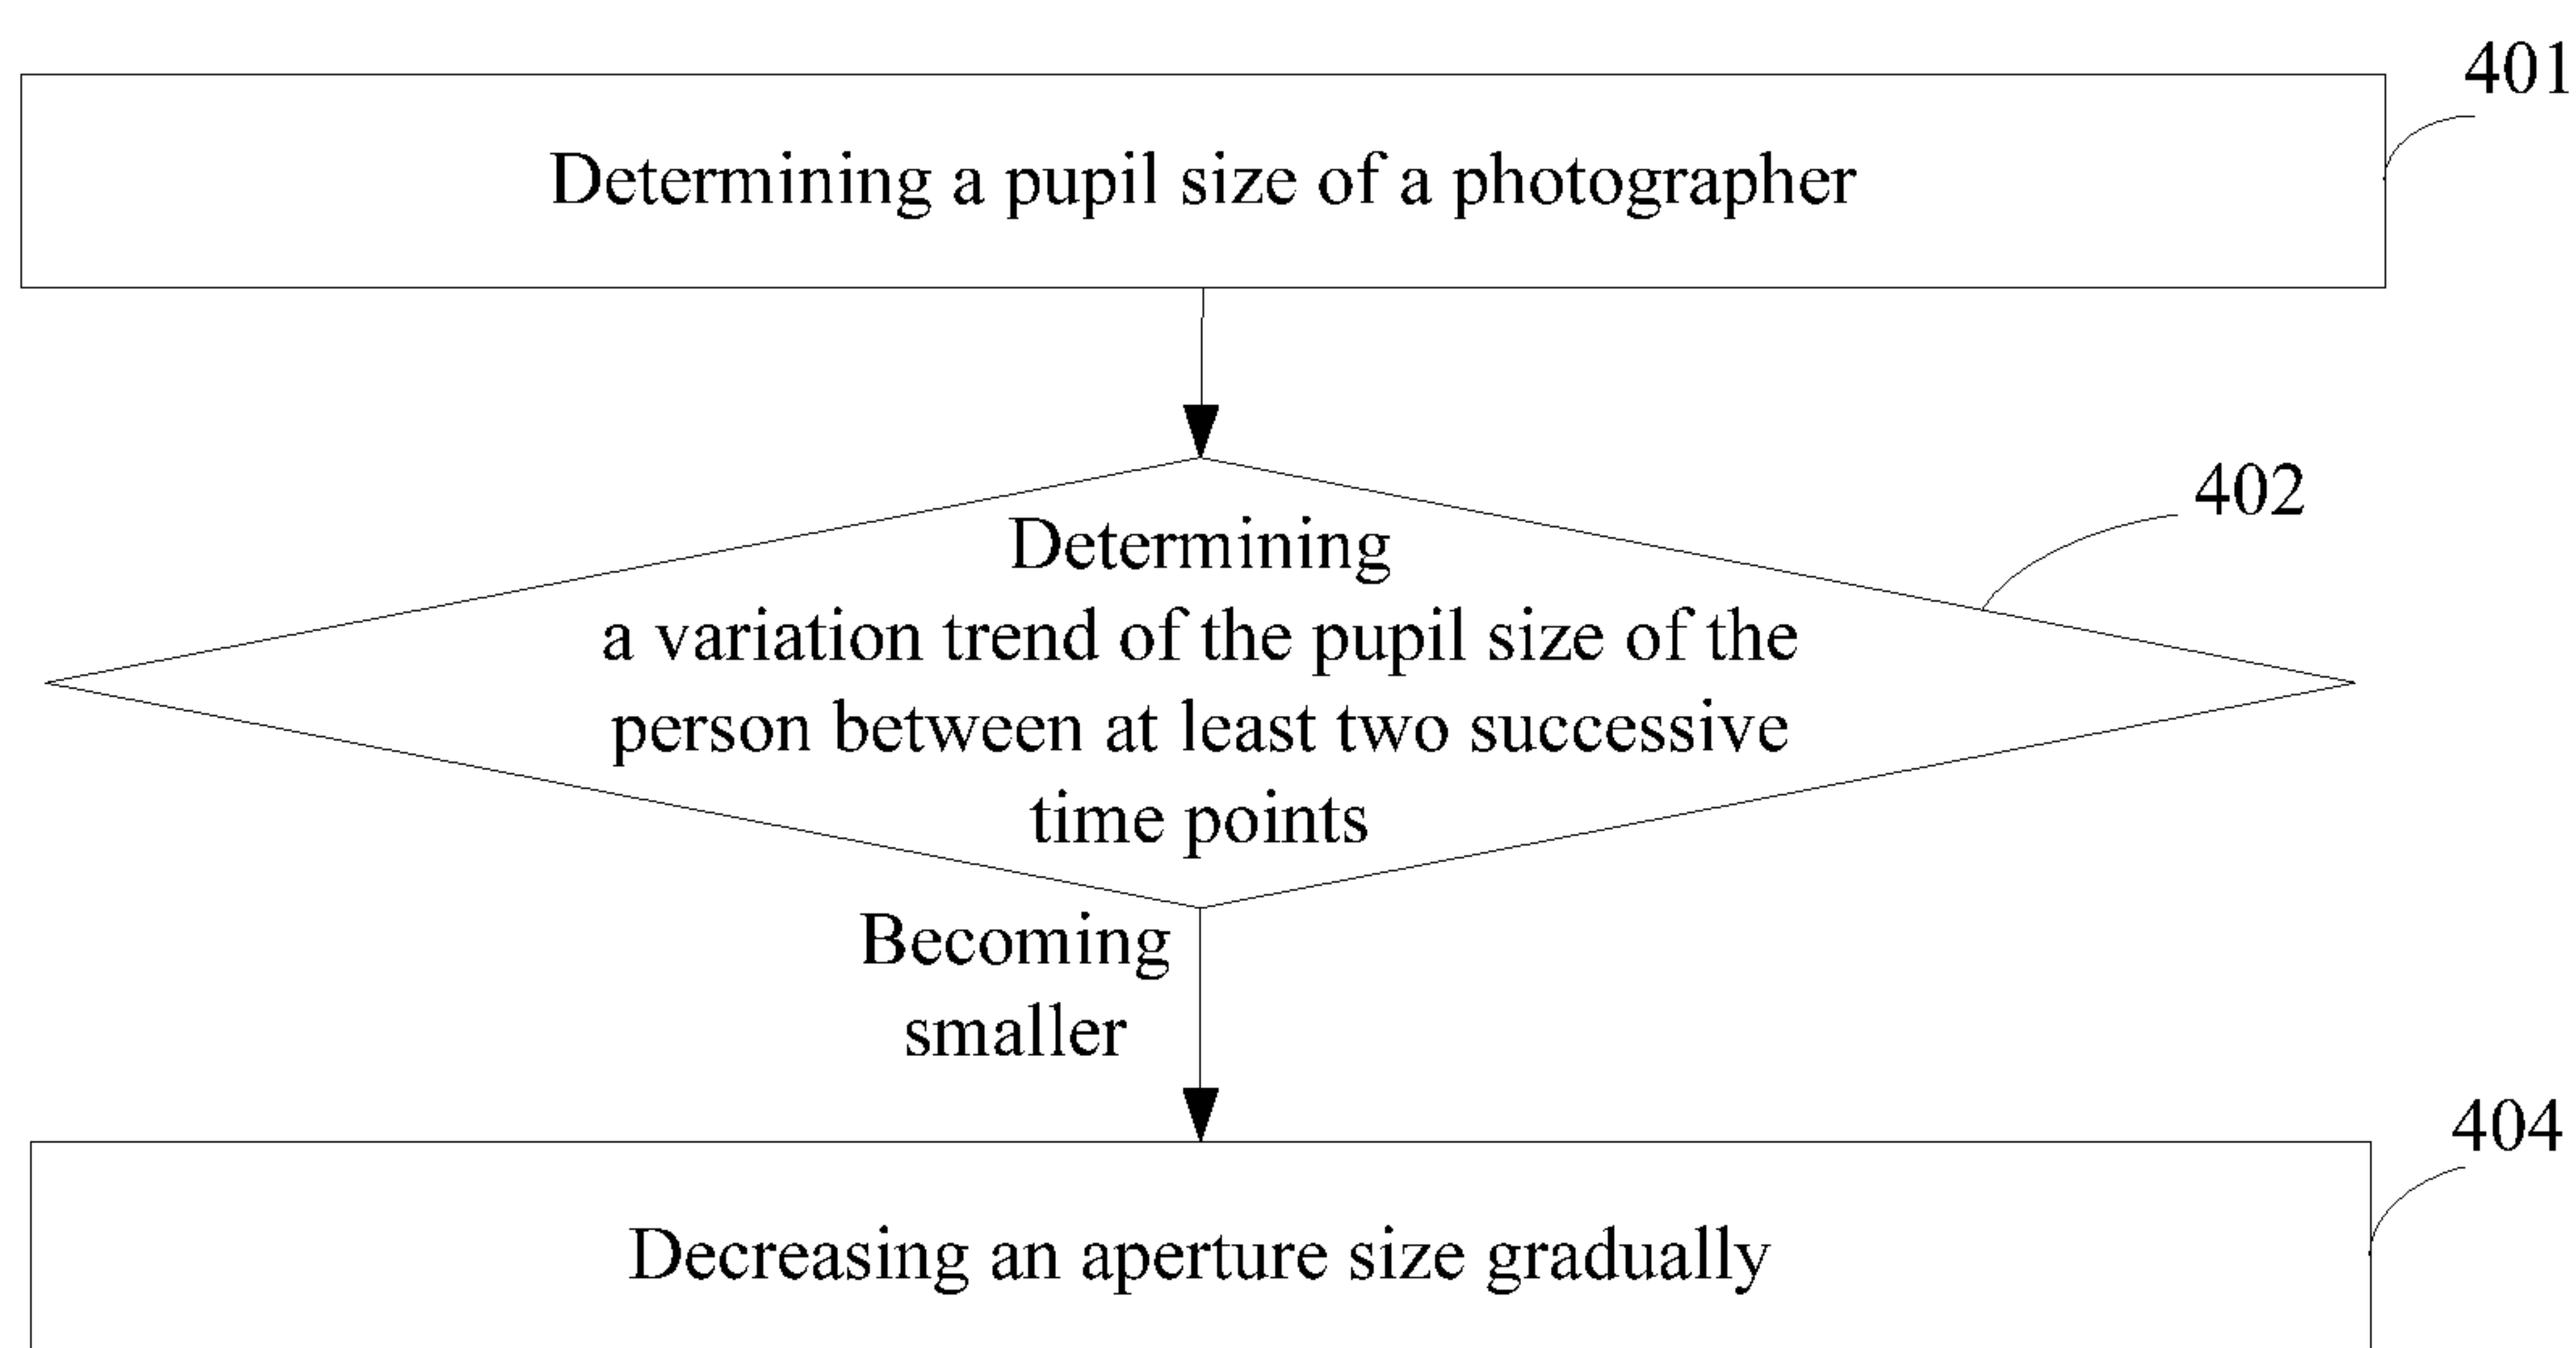 401
Determining a pupil size of a photographer
402
Determining
a variation trend of the pupil size of the
person between at least two successive
time points
Becoming
smaller
404
Decreasing an aperture size gradually